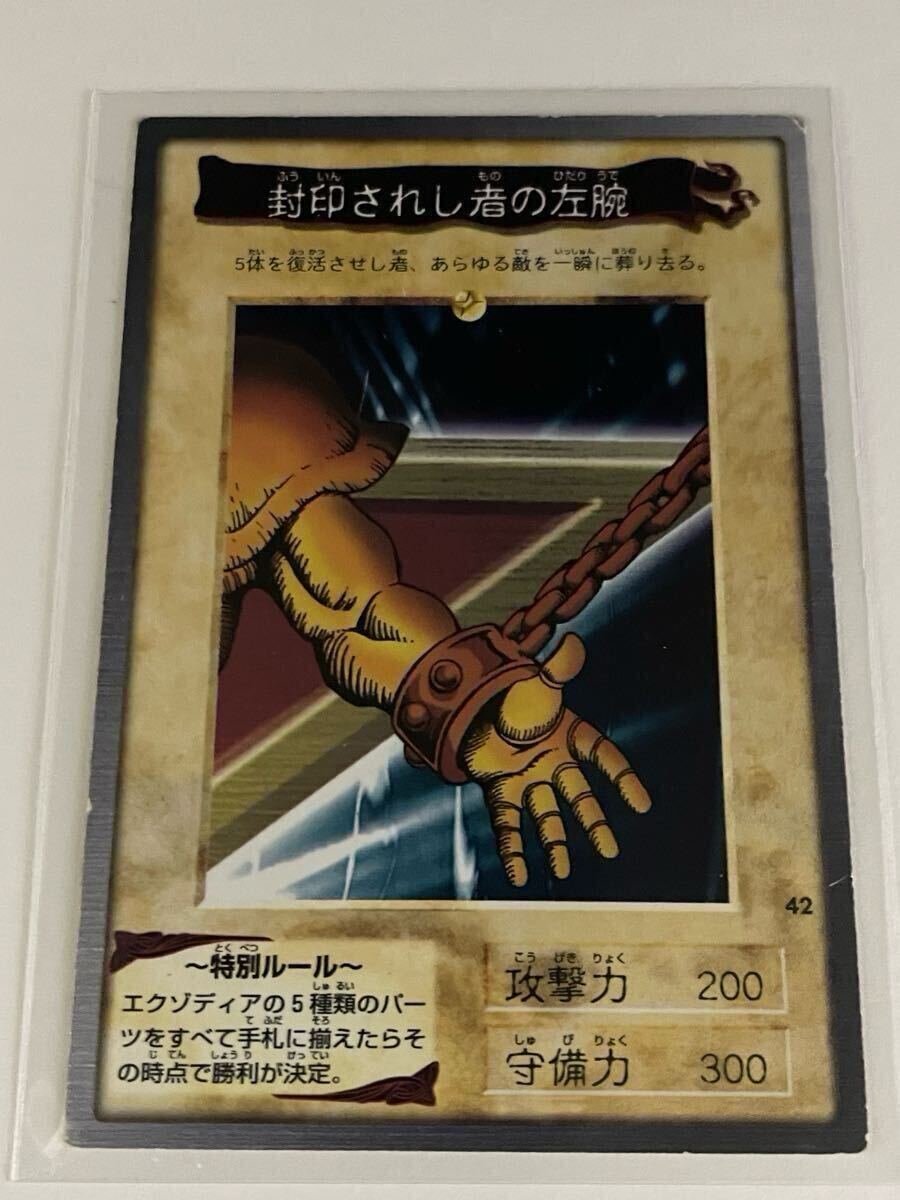 封印されし者の左腕
5体を復活させし者、あらゆる敵を一瞬に葬り去る。
42
～特別ルール～
エクゾディアの5種類のパー
ツをすべて手札に揃えたらそ
の時点で勝利が決定。
攻撃力 200
守備力 300